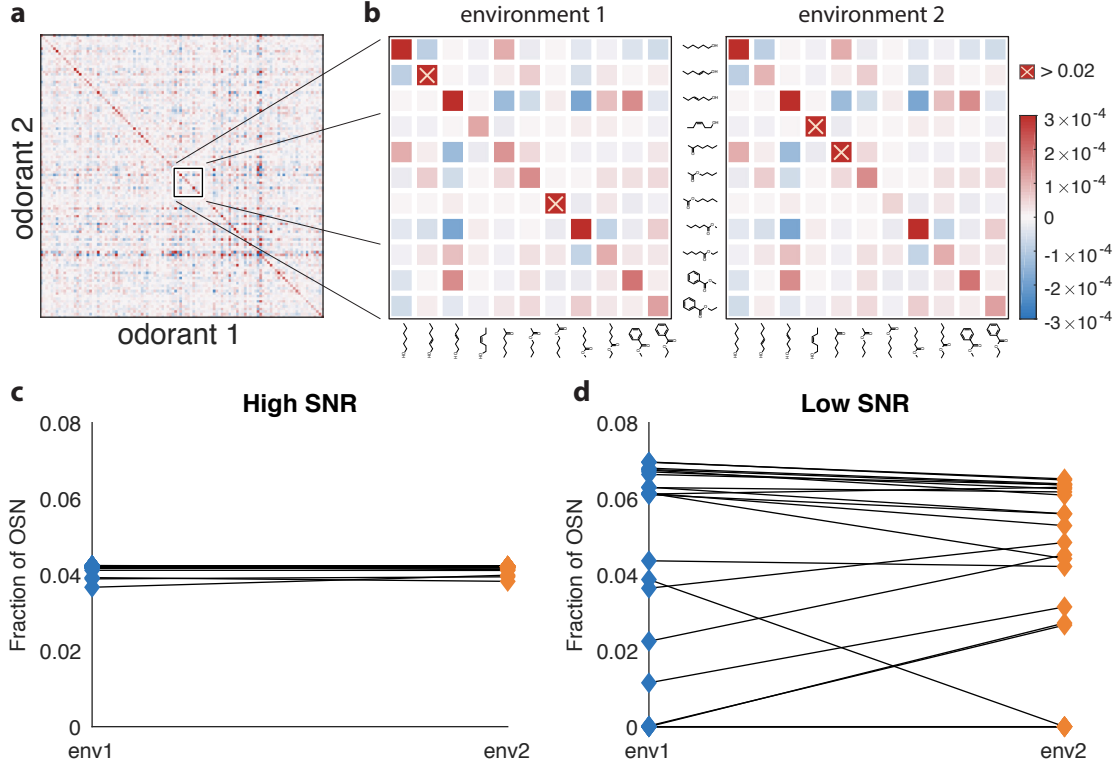 a
odorant 2
odorant 1
b
environment 1
environment 2
> 0.02
3 × 10⁻⁴
2 × 10⁻⁴
1 × 10⁻⁴
0
-1 × 10⁻⁴
-2 × 10⁻⁴
-3 × 10⁻⁴
c
High SNR
Fraction of OSN
0.08
0.06
0.04
0.02
0
env1
env2
d
Low SNR
Fraction of OSN
0.08
0.06
0.04
0.02
0
env1
env2